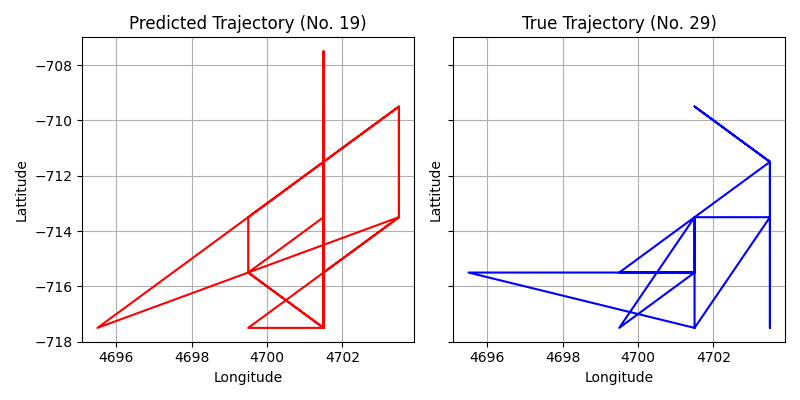 Predicted Trajectory (No. 19)
True Trajectory (No. 29)
Lattitude
−708
−710
−712
−714
−716
−718
4696 4698 4700 4702
Longitude
Lattitude
4696 4698 4700 4702
Longitude